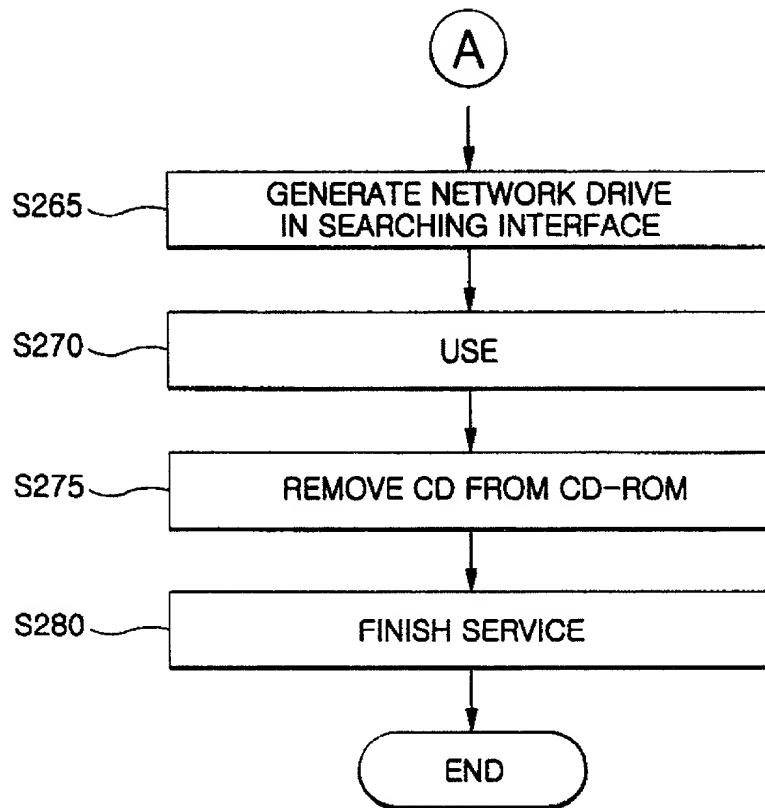 A
S265
GENERATE NETWORK DRIVE
IN SEARCHING INTERFACE
S270
USE
S275
REMOVE CD FROM CD-ROM
S280
FINISH SERVICE
END